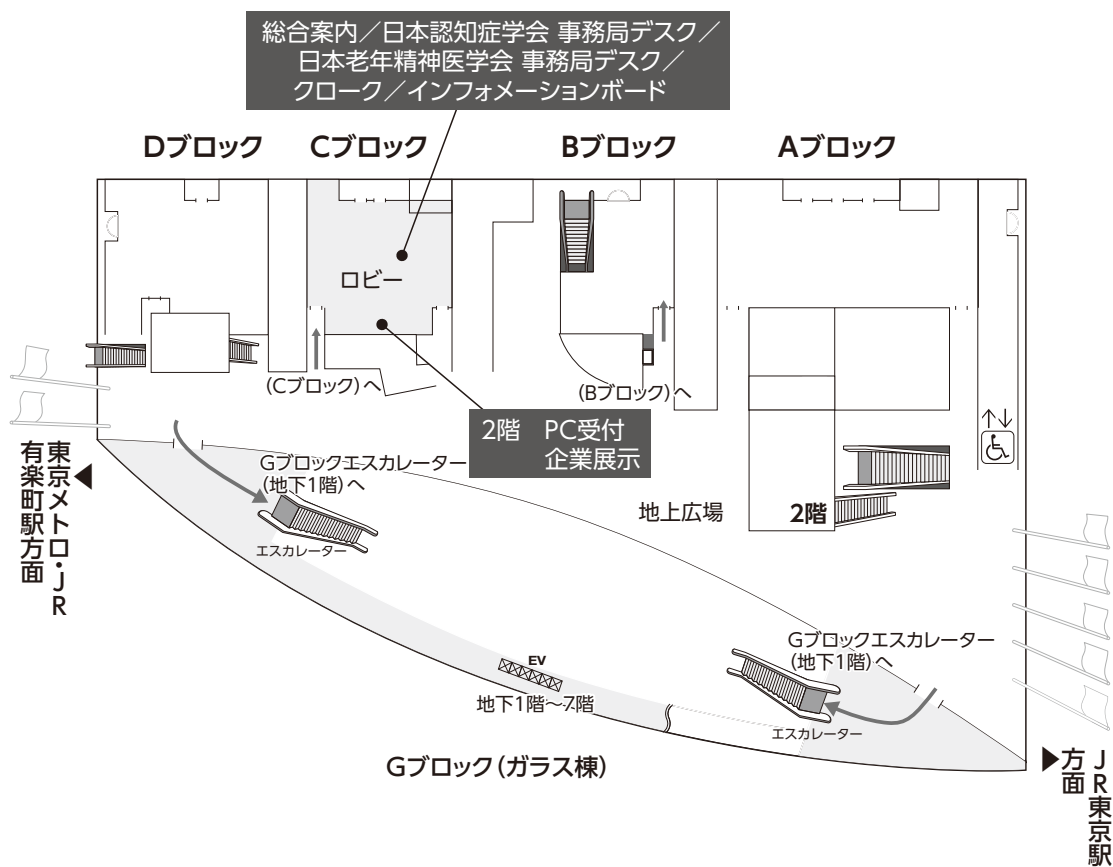 総合案内／日本認知症学会 事務局デスク／
日本老年精神医学会 事務局デスク／
クローク／インフォメーションボード
Dブロック
Cブロック
Bブロック
Aブロック
ロビー
(Cブロック)へ
(Bブロック)へ
2階 PC受付
企業展示
東京メトロ・JR
有楽町駅方面
Gブロックエスカレーター
(地下1階)へ
エスカレーター
地上広場
2階
Gブロックエスカレーター
(地下1階)へ
エスカレーター
EV
地下1階〜7階
Gブロック(ガラス棟)
JR東京駅
方面